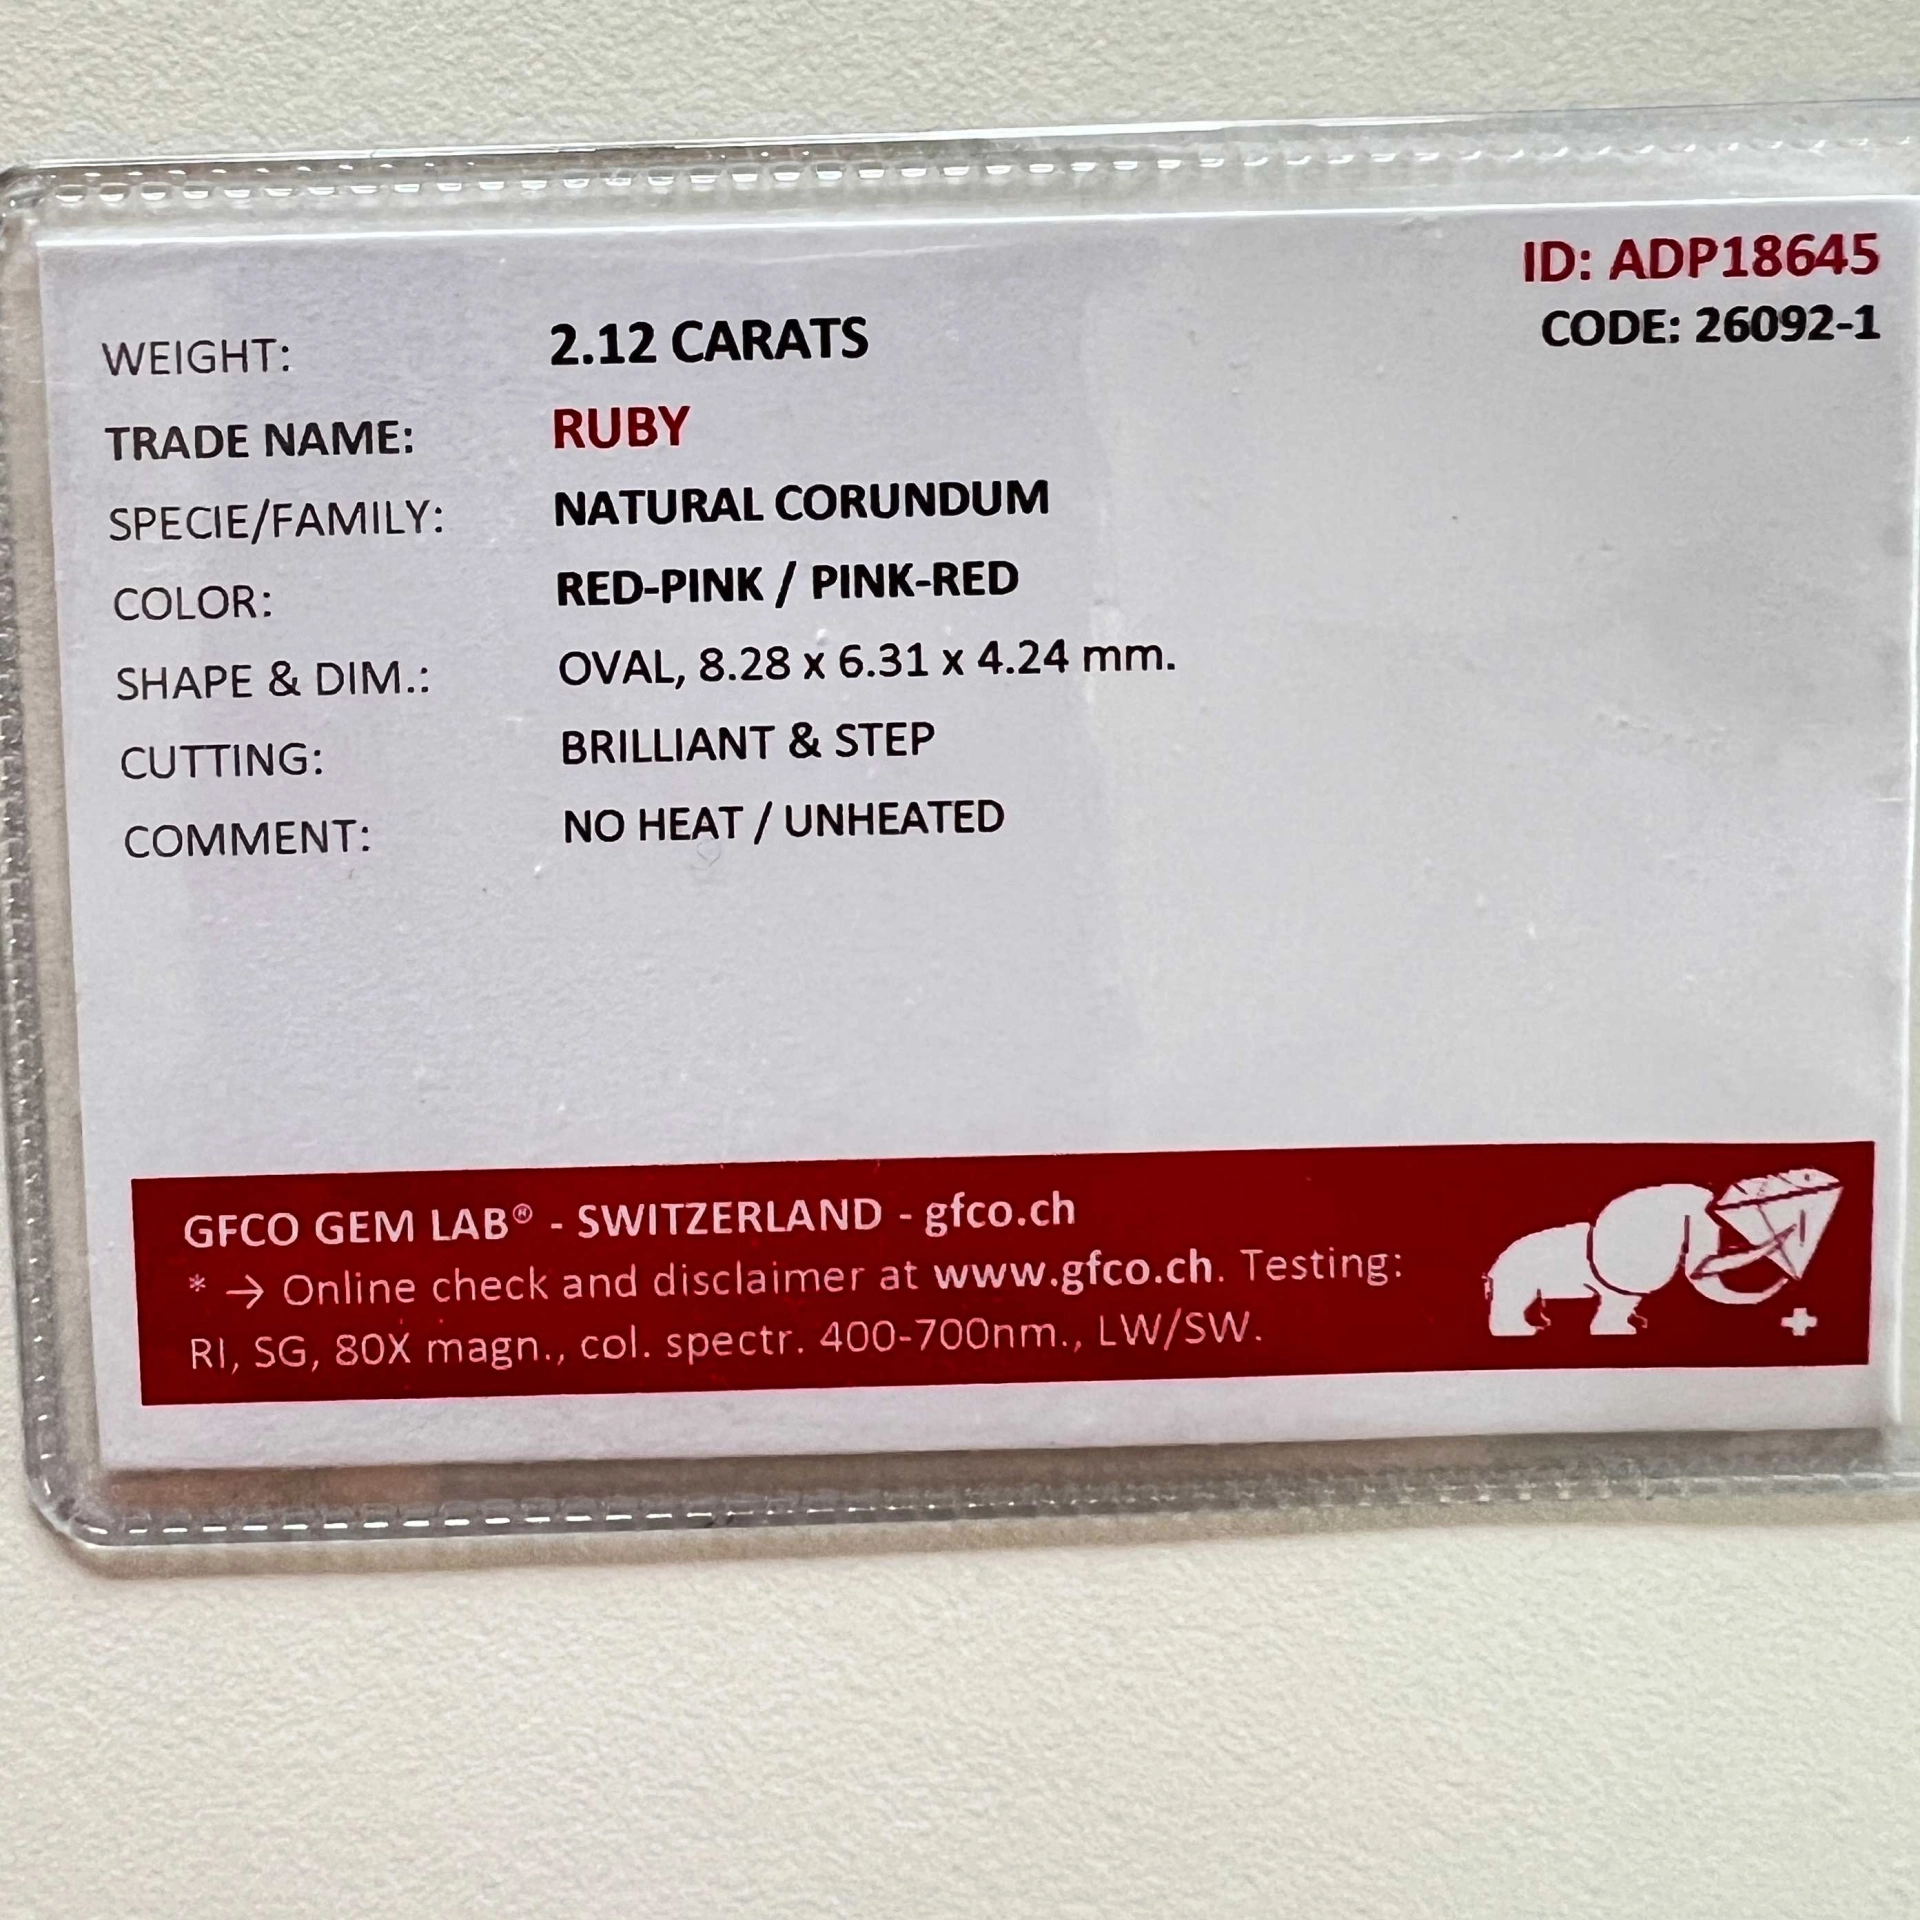 ID: ADP18645
CODE: 26092-1
WEIGHT: 2.12 CARATS
TRADE NAME: RUBY
SPECIE/FAMILY: NATURAL CORUNDUM
COLOR: RED-PINK / PINK-RED
SHAPE & DIM.: OVAL, 8.28 x 6.31 x 4.24 mm.
CUTTING: BRILLIANT & STEP
COMMENT: NO HEAT / UNHEATED
GFCO GEM LAB® - SWITZERLAND - gfco.ch
* → Online check and disclaimer at www.gfco.ch. Testing:
RI, SG, 80X magn., col. spectr. 400-700nm., LW/SW.